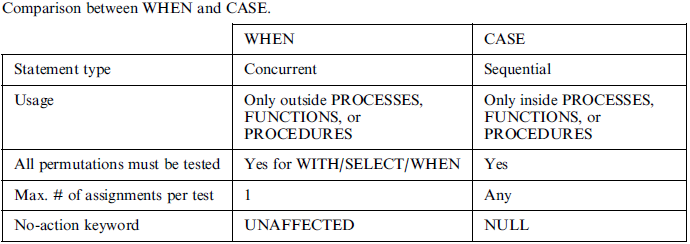 Comparison between WHEN and CASE.
WHEN CASE
Statement type Concurrent Sequential
Usage Only outside PROCESSES, Only inside PROCESSES,
FUNCTIONS, or FUNCTIONS, or
PROCEDURES PROCEDURES
All permutations must be tested Yes for WITH/SELECT/WHEN Yes
Max. # of assignments per test 1 Any
No-action keyword UNAFFECTED NULL